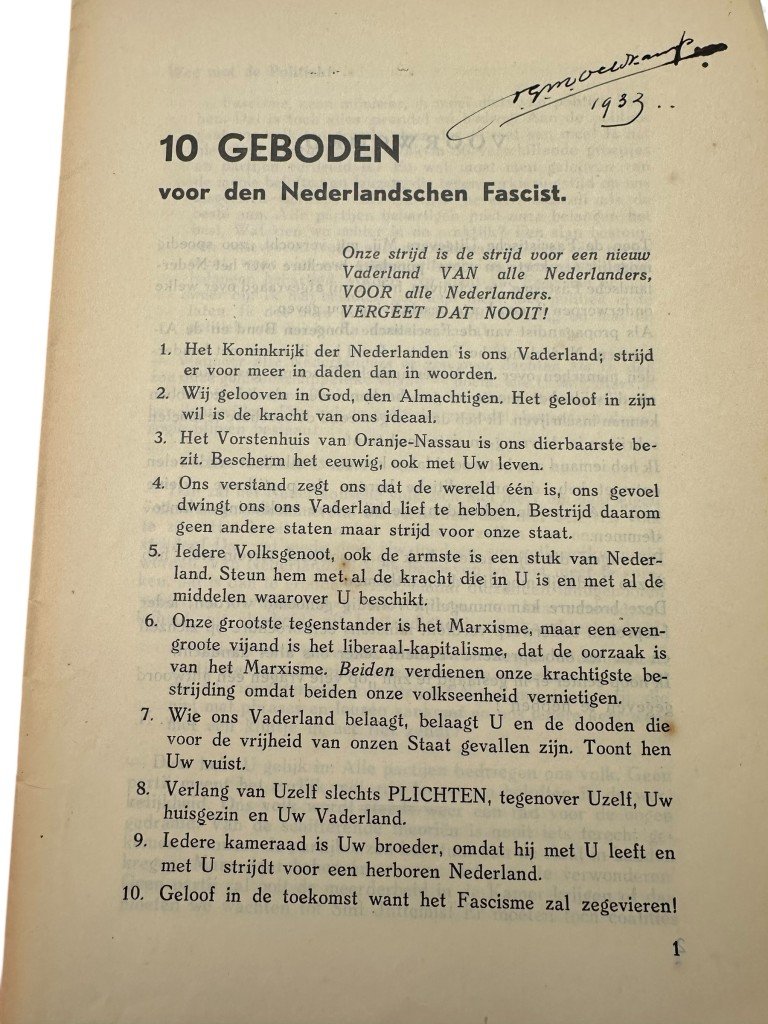 1933..
10 GEBODEN
voor den Nederlandschen Fascist.
Onze strijd is de strijd voor een nieuw
Vaderland VAN alle Nederlanders,
VOOR alle Nederlanders.
VERGEET DAT NOOIT!
1. Het Koninkrijk der Nederlanden is ons Vaderland; strijd
er voor meer in daden dan in woorden.
2. Wij gelooven in God, den Almachtigen. Het geloof in zijn
wil is de kracht van ons ideaal.
3. Het Vorstenhuis van Oranje-Nassau is ons dierbaarste be-
zit. Bescherm het eeuwig, ook met Uw leven.
4. Ons verstand zegt ons dat de wereld één is, ons gevoel
dwingt ons ons Vaderland lief te hebben. Bestrijd daarom
geen andere staten maar strijd voor onze staat.
5. Iedere Volksgenoot, ook de armste is een stuk van Neder-
land. Steun hem met al de kracht die in U is en met al de
middelen waarover U beschikt.
6. Onze grootste tegenstander is het Marxisme, maar een even-
groote vijand is het liberaal-kapitalisme, dat de oorzaak is
van het Marxisme. Beiden verdienen onze krachtigste be-
strijding omdat beiden onze volkseenheid vernietigen.
7. Wie ons Vaderland belaagt, belaagt U en de dooden die
voor de vrijheid van onzen Staat gevallen zijn. Toont hen
Uw vuist.
8. Verlang van Uzelf slechts PLICHTEN, tegenover Uzelf, Uw
huisgezin en Uw Vaderland.
9. Iedere kameraad is Uw broeder, omdat hij met U leeft en
met U strijdt voor een herboren Nederland.
10. Geloof in de toekomst want het Fascisme zal zegevieren!
1